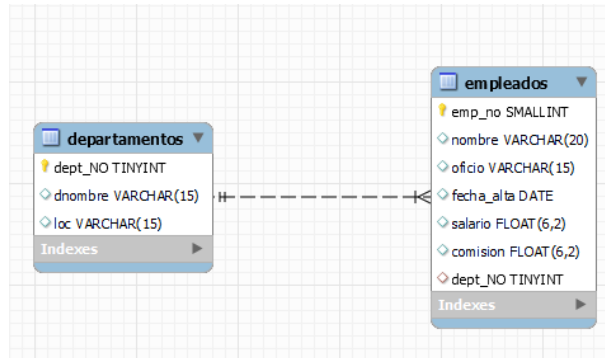 departamentos
dept_NO TINYINT
dnombre VARCHAR(15)
loc VARCHAR(15)
Indexes
empleados
emp_no SMALLINT
nombre VARCHAR(20)
oficio VARCHAR(15)
fecha_alta DATE
salario FLOAT(6,2)
comision FLOAT(6,2)
dept_NO TINYINT
Indexes